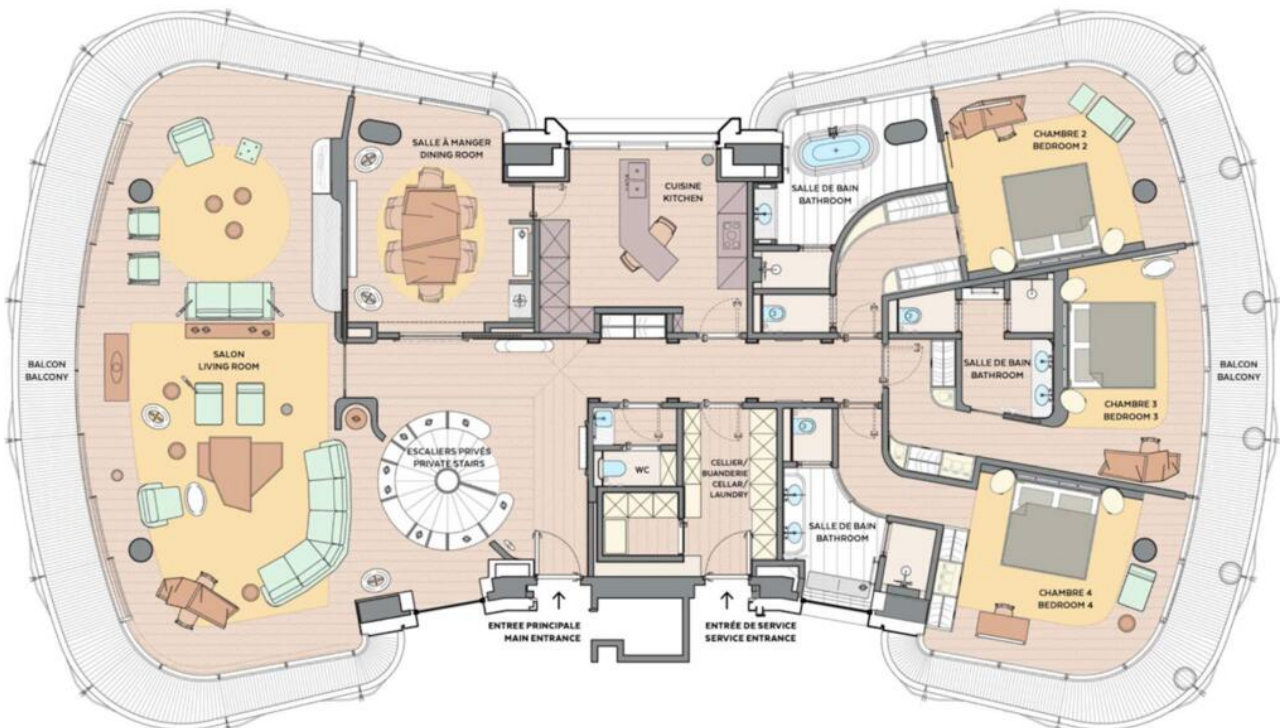 CHAMBRE 2
BEDROOM 2
SALLE À MANGER
DINING ROOM
CUISINE
KITCHEN
SALLE DE BAIN
BATHROOM
SALON
LIVING ROOM
BALCON
BALCONY
SALLE DE BAIN
BATHROOM
BALCON
BALCONY
CHAMBRE 3
BEDROOM 3
ESCALIERS PRIVÉS
PRIVATE STAIRS
WC
CELLIER/
BUANDERIE
CELLAR/
LAUNDRY
SALLE DE BAIN
BATHROOM
CHAMBRE 4
BEDROOM 4
ENTREE PRINCIPALE
MAIN ENTRANCE
ENTRÉE DE SERVICE
SERVICE ENTRANCE